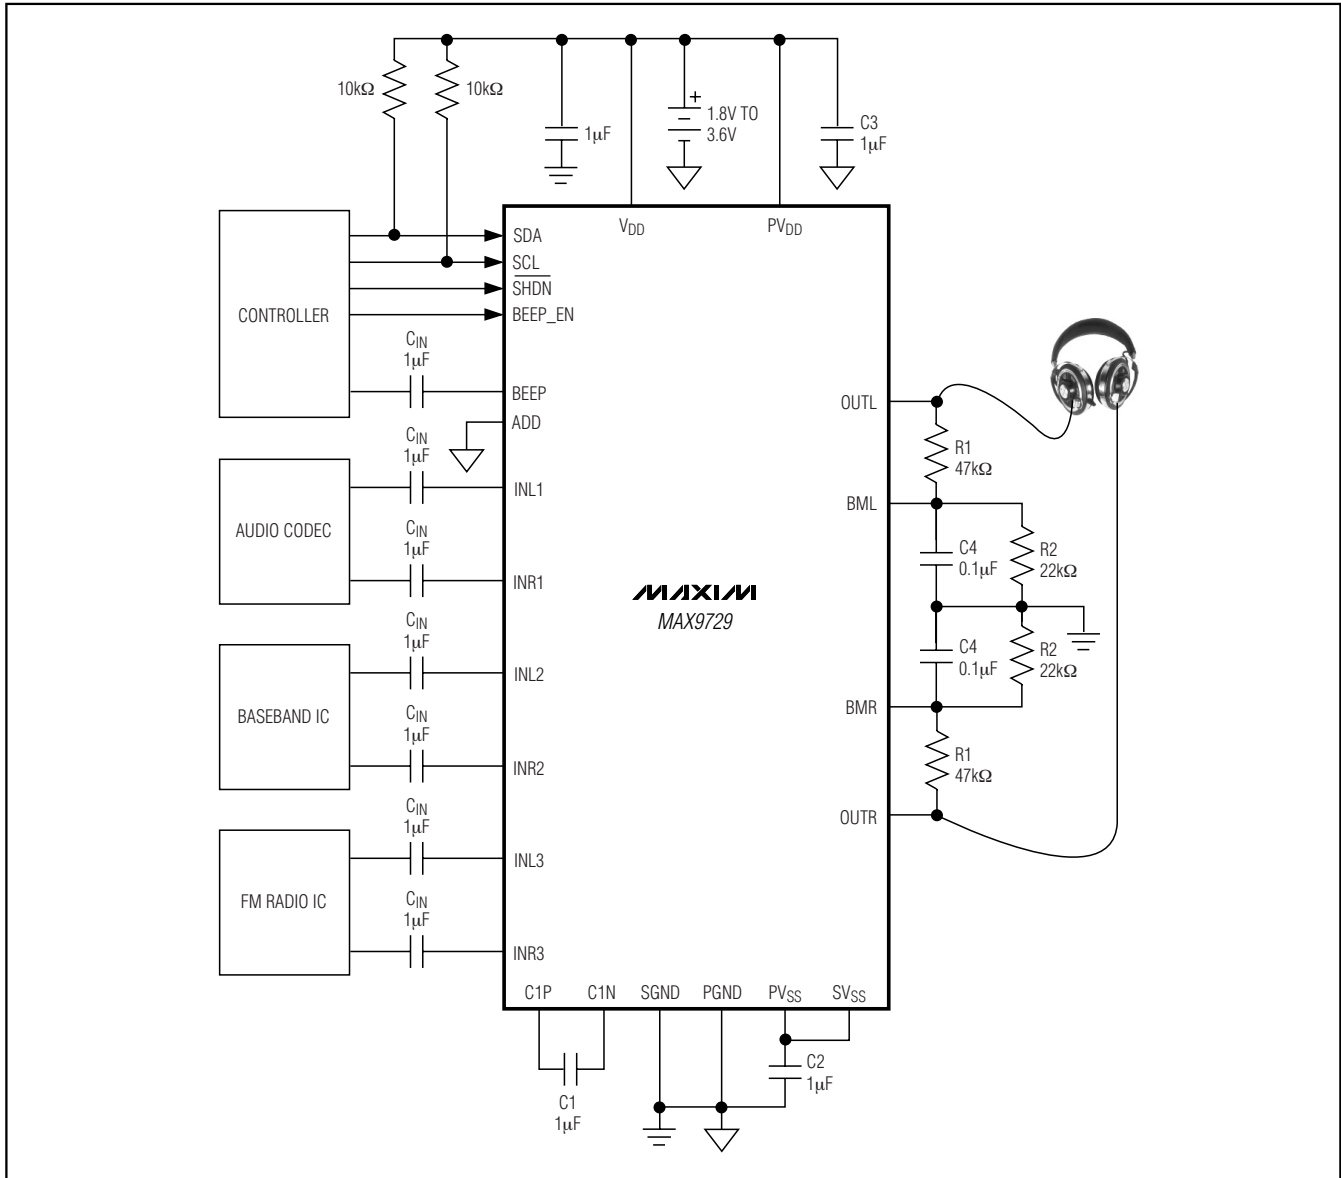 10kΩ
10kΩ
1µF
+
1.8V TO
3.6V
C3
1µF
VDD
PVDD
CONTROLLER
SDA
SCL
SHDN
BEEP_EN
CIN
1µF
BEEP
ADD
CIN
1µF
INL1
AUDIO CODEC
CIN
1µF
INR1
CIN
1µF
INL2
BASEBAND IC
CIN
1µF
INR2
CIN
1µF
INL3
FM RADIO IC
CIN
1µF
INR3
MAXIM
MAX9729
OUTL
R1
47kΩ
BML
C4
0.1µF
R2
22kΩ
C4
0.1µF
R2
22kΩ
BMR
R1
47kΩ
OUTR
C1P
C1N
SGND
PGND
PVSS
SVSS
C1
1µF
C2
1µF